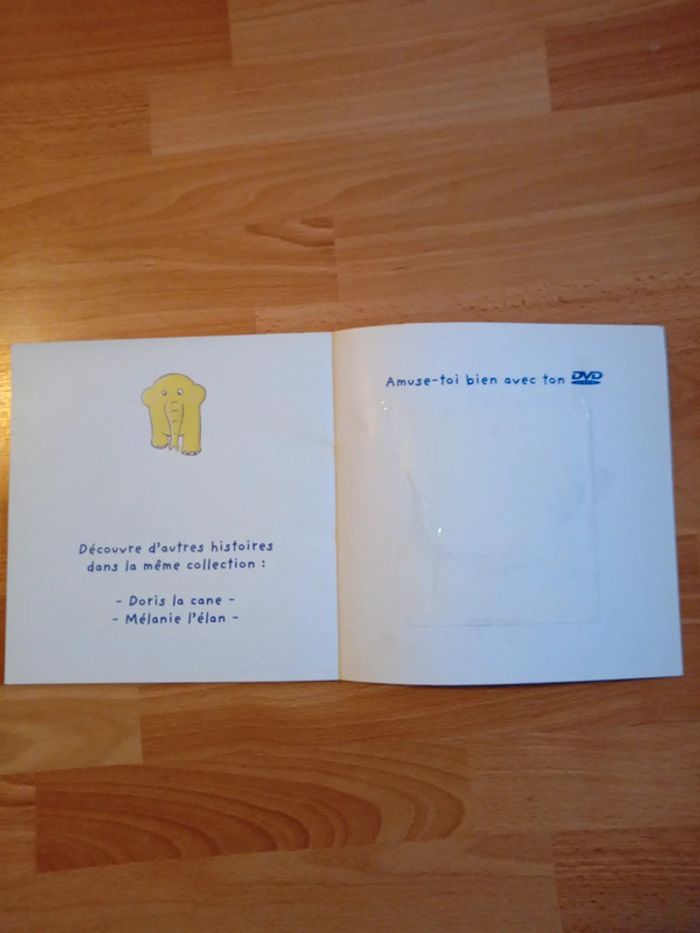 Découvre d'autres histoires
dans la même collection :
- Doris la cane -
- Mélanie l'élan -
Amuse-toi bien avec ton DVD